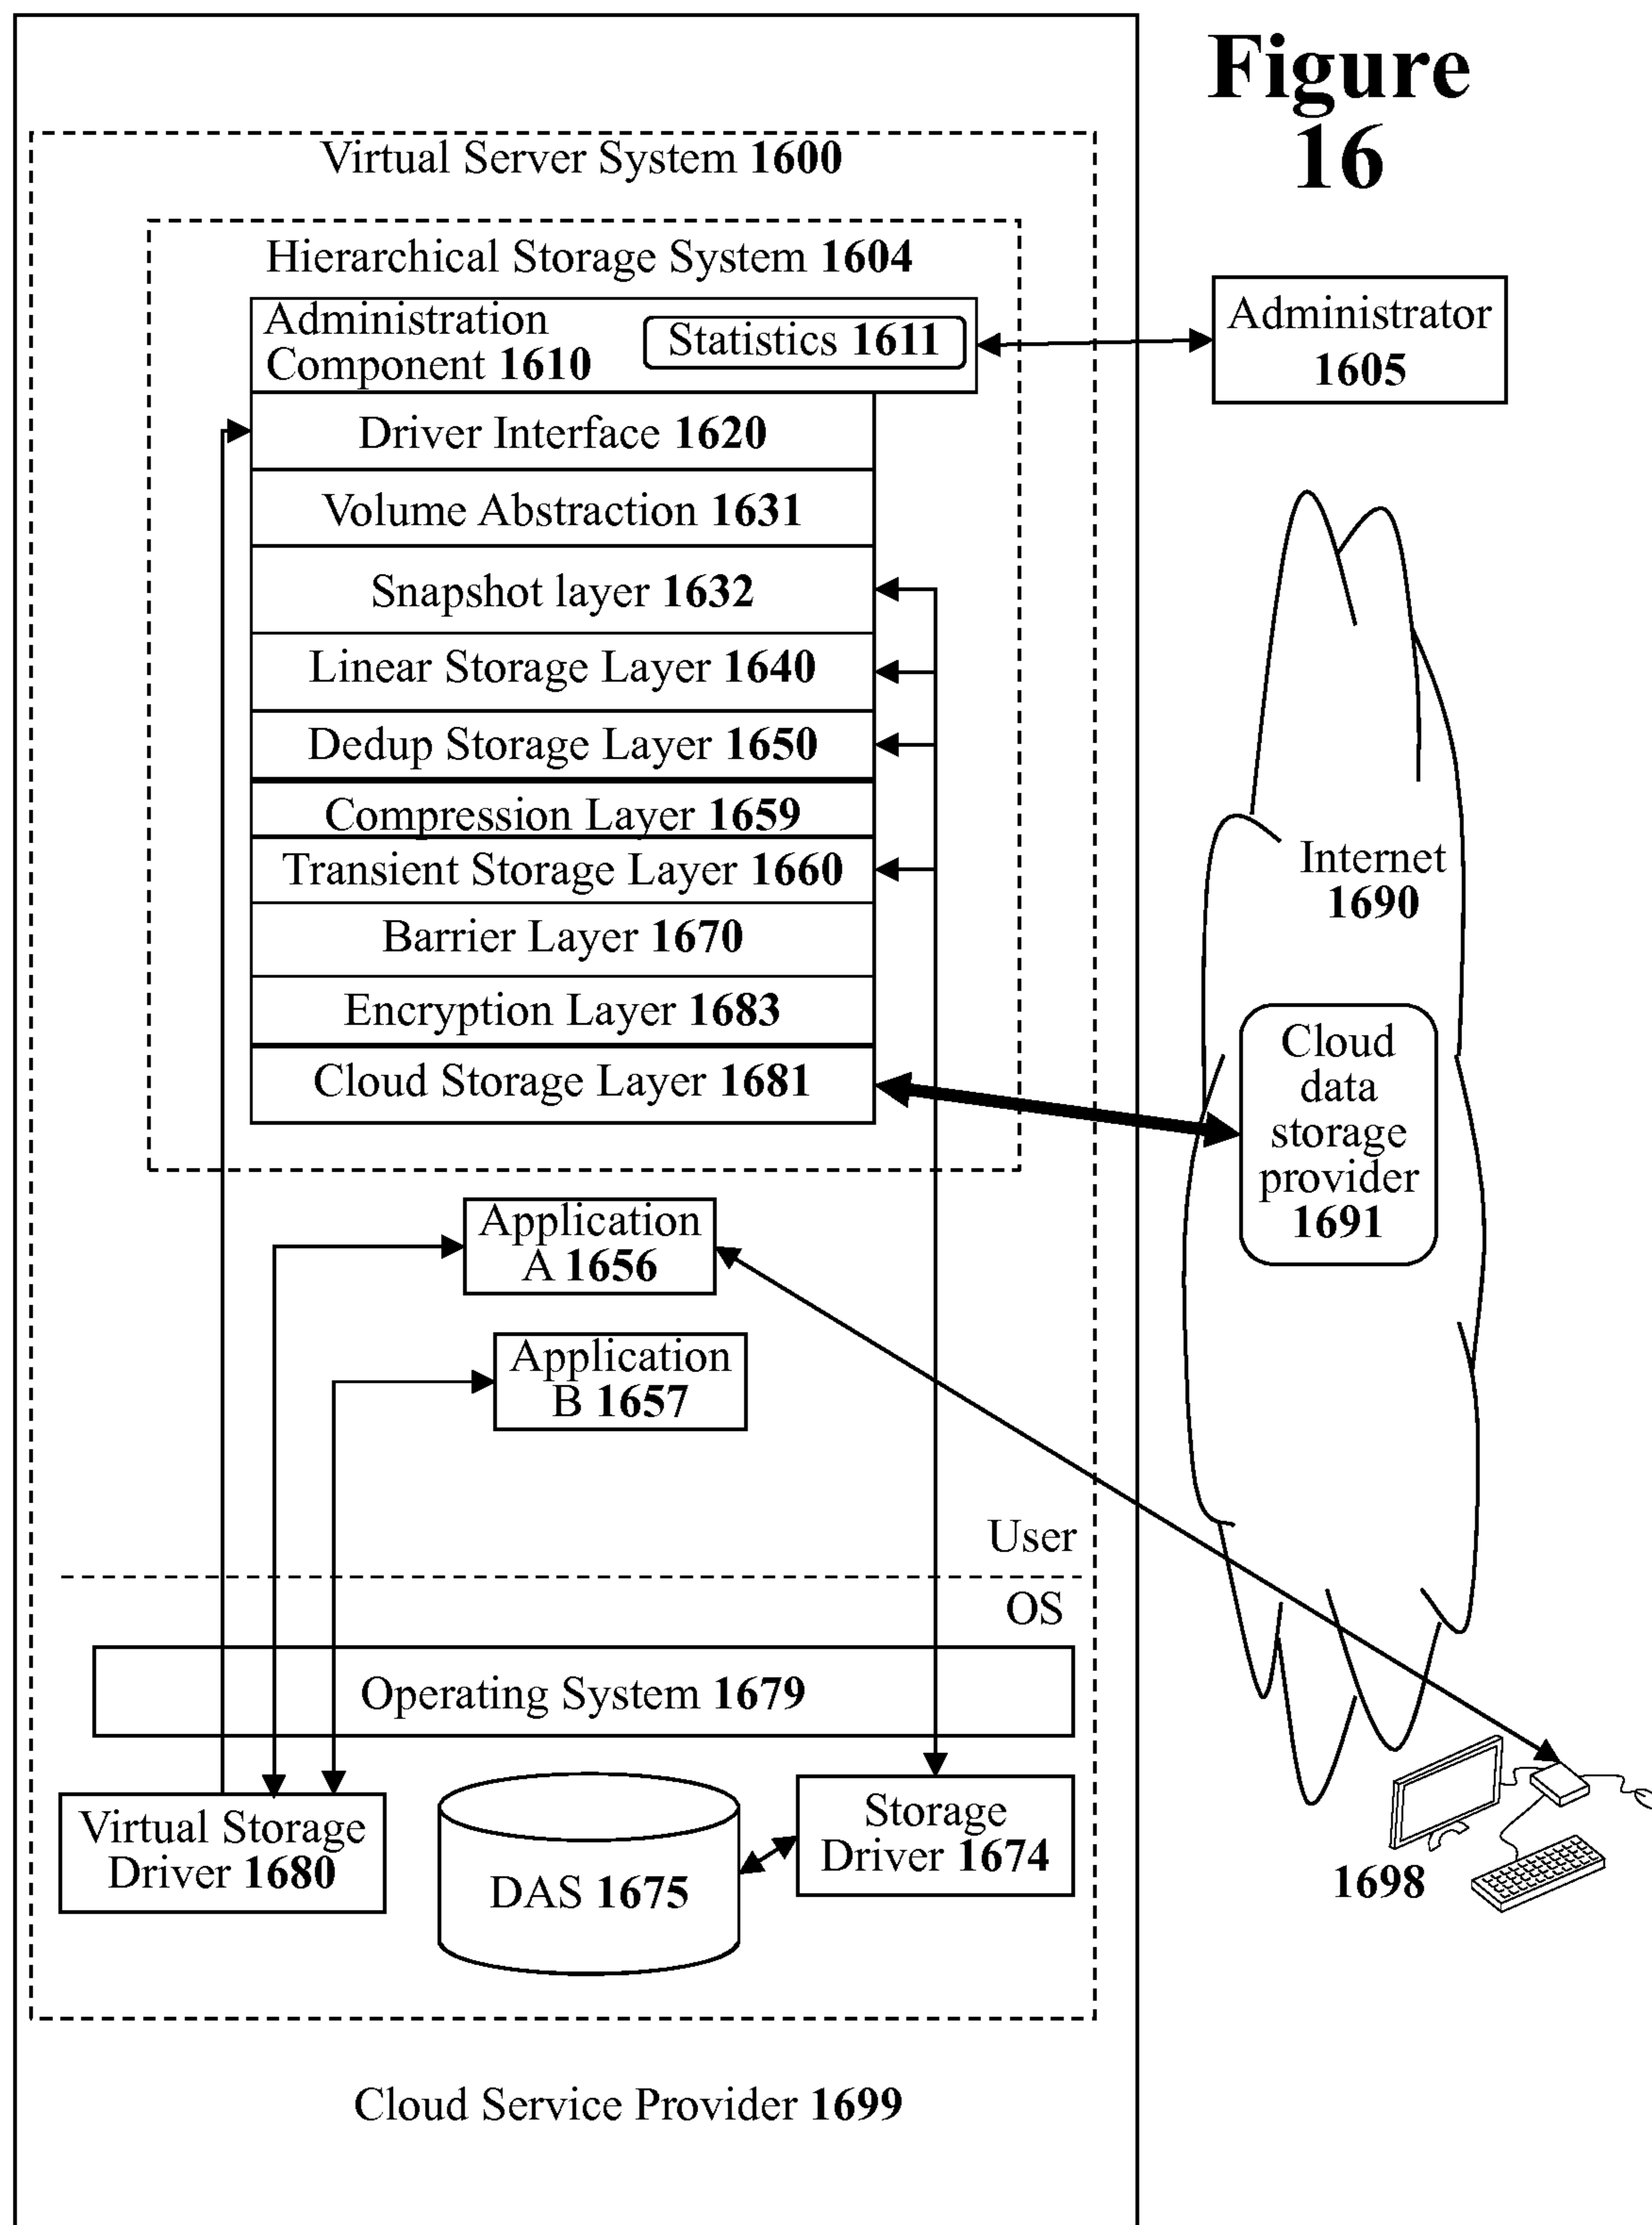 Figure
16
Virtual Server System 1600
Hierarchical Storage System 1604
Administration
Component 1610
Statistics 1611
Administrator
1605
Driver Interface 1620
Volume Abstraction 1631
Snapshot layer 1632
Linear Storage Layer 1640
Dedup Storage Layer 1650
Compression Layer 1659
Transient Storage Layer 1660
Barrier Layer 1670
Encryption Layer 1683
Cloud Storage Layer 1681
Internet
1690
Cloud
data
storage
provider
1691
Application
A 1656
Application
B 1657
User
OS
Operating System 1679
Virtual Storage
Driver 1680
DAS 1675
Storage
Driver 1674
1698
Cloud Service Provider 1699